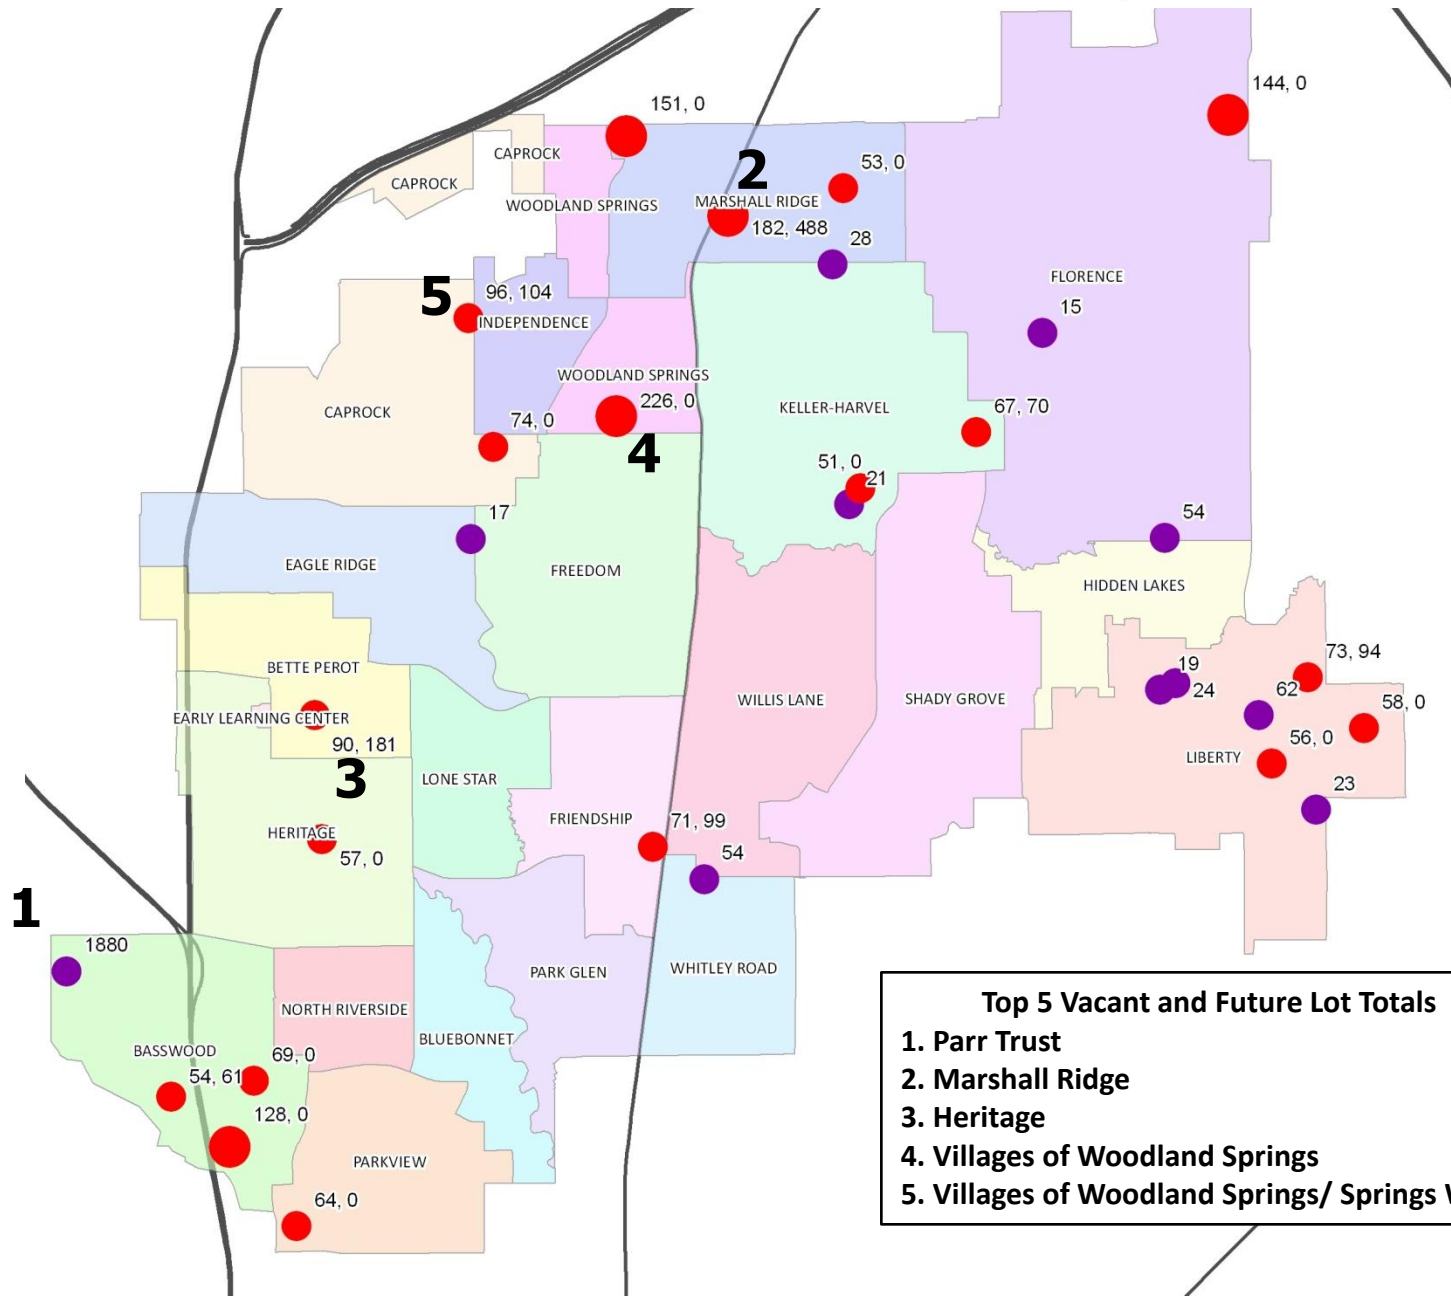 144, 0
151, 0
CAPROCK
2
53, 0
CAPROCK
WOODLAND SPRINGS
MARSHALL RIDGE
182, 488
28
FLORENCE
5
96, 104
15
INDEPENDENCE
WOODLAND SPRINGS
226, 0
KELLER-HARVEL
67, 70
CAPROCK
74, 0
4
51, 0
21
17
54
EAGLE RIDGE
FREEDOM
HIDDEN LAKES
73, 94
BETTE PEROT
19
24
62
58, 0
WILLIS LANE
SHADY GROVE
EARLY LEARNING CENTER
90, 181
56, 0
LIBERTY
3
LONE STAR
23
HERITAGE
57, 0
FRIENDSHIP
71, 99
54
1
1880
PARK GLEN
WHITLEY ROAD
NORTH RIVERSIDE
BLUEBONNET
BASSWOOD
69, 0
54, 61
128, 0
PARKVIEW
64, 0
Top 5 Vacant and Future Lot Totals
1. Parr Trust
2. Marshall Ridge
3. Heritage
4. Villages of Woodland Springs
5. Villages of Woodland Springs/ Springs